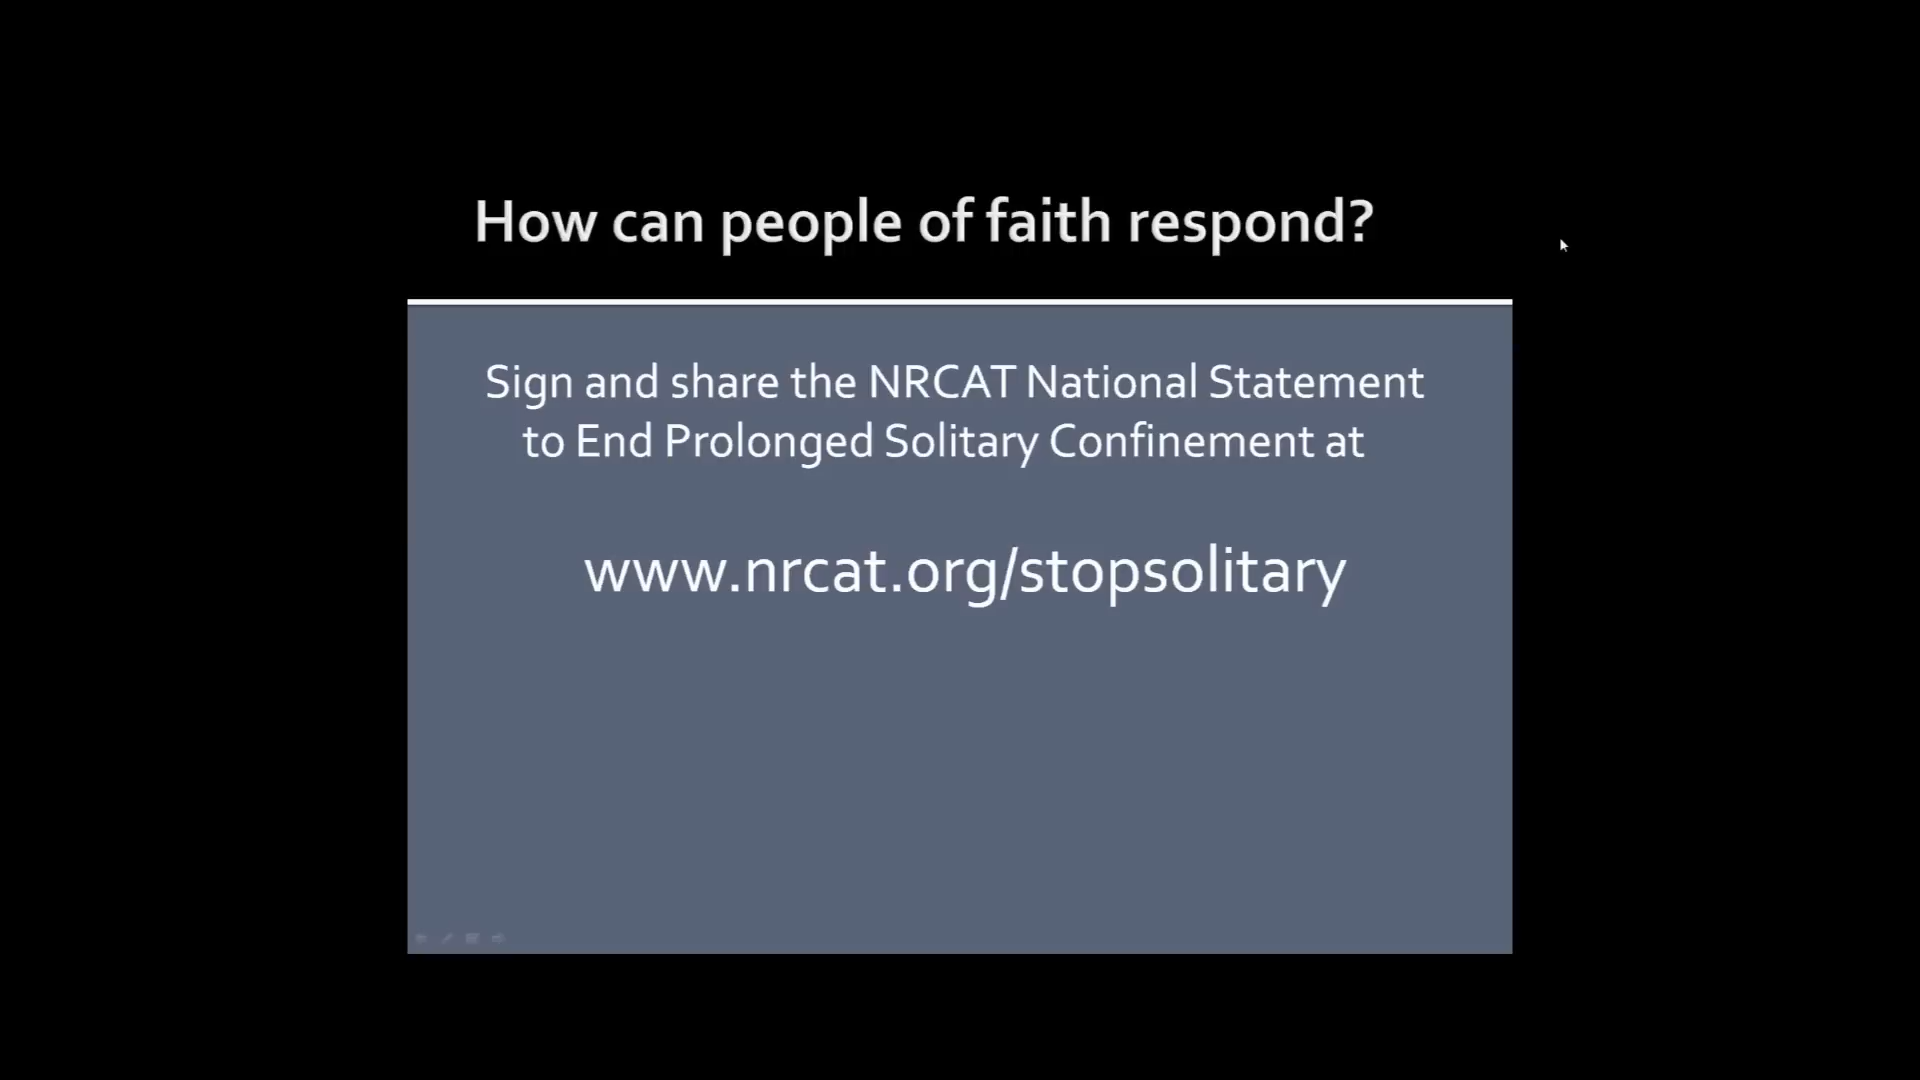 How can people of faith respond?
Sign and share the NRCAT National Statement
to End Prolonged Solitary Confinement at
www.nrcat.org/stopsolitary